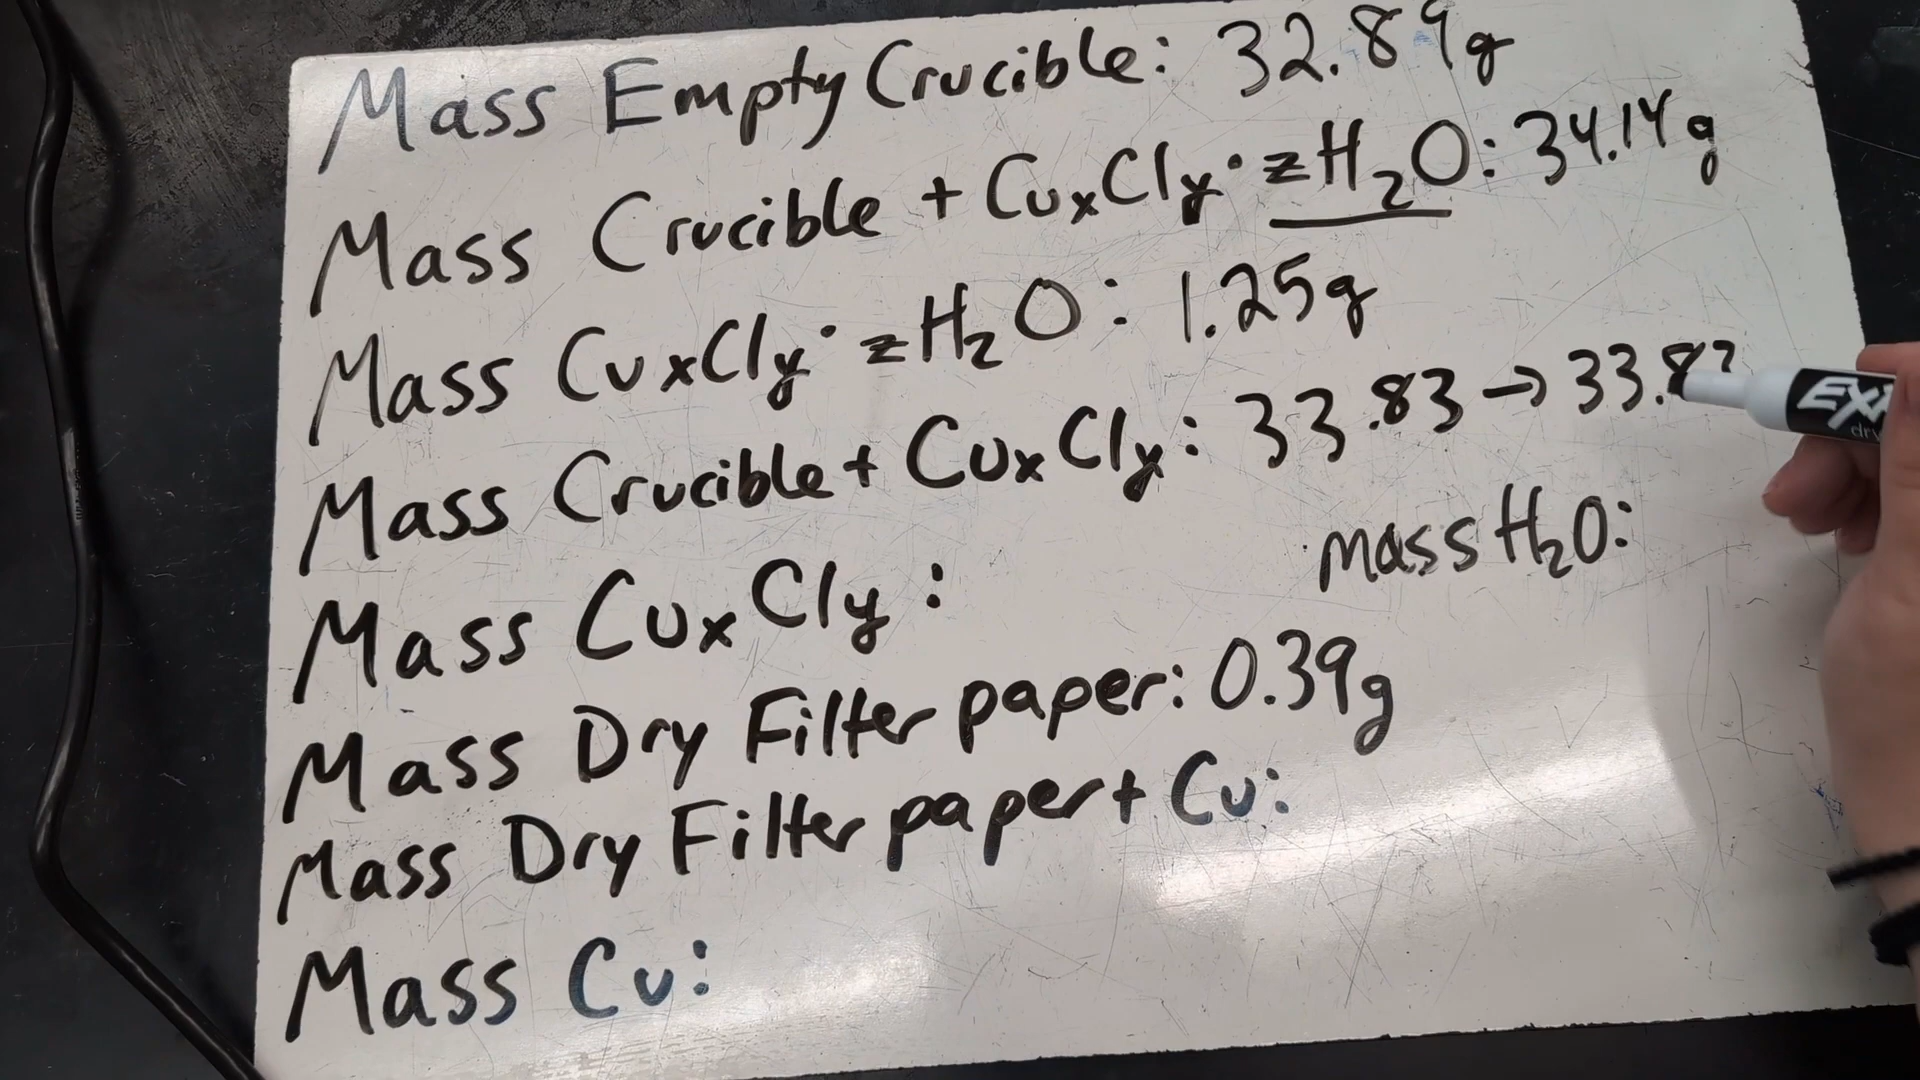 Mass Empty Crucible: 32.89g
Mass Crucible + CuxCly · zH2O: 34.14g
Mass CuxCly · zH2O: 1.25g
Mass Crucible + CuxCly: 33.83 → 33.8
mass H2O:
Mass CuxCly:
Mass Dry Filter paper: 0.39g
Mass Dry Filter paper + Cu:
Mass Cu: